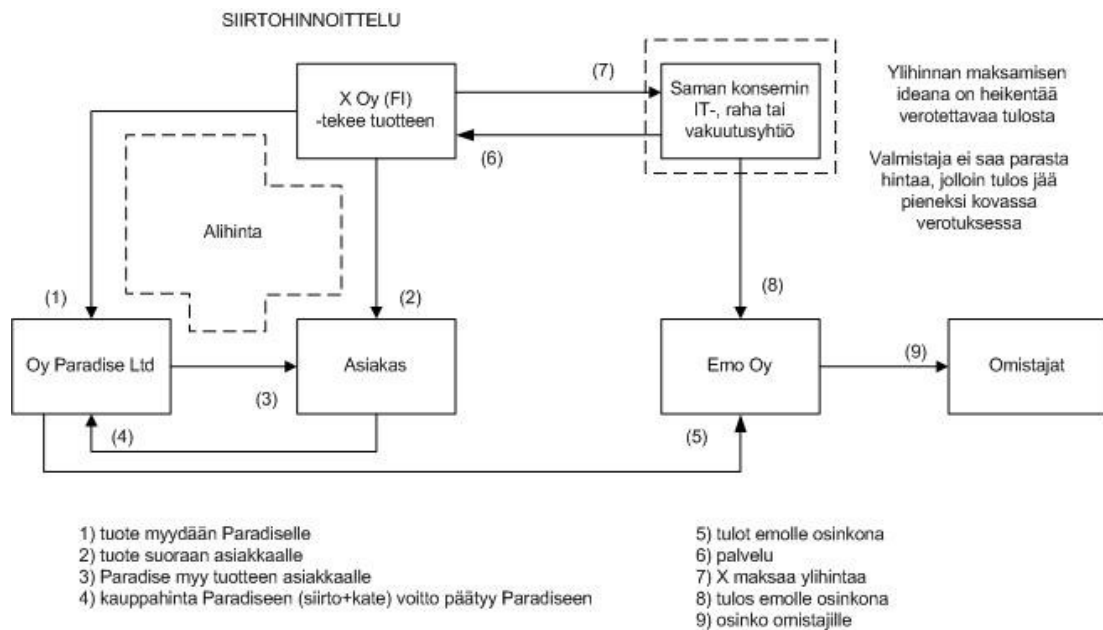 SIIRTOHINNOITTELU
X Oy (FI)
-tekee tuotteen
(7)
(6)
Saman konsernin
IT-, raha tai
vakuutusyhtiö
Ylihinnan maksamisen
ideana on heikentää
verotettavaa tulosta
Valmistaja ei saa parasta
hintaa, jolloin tulos jää
pieneksi kovassa
verotuksessa
Alihinta
(1)
(2)
(8)
Oy Paradise Ltd
(3)
Asiakas
Emo Oy
(9)
Omistajat
(4)
(5)
1) tuote myydään Paradiselle
2) tuote suoraan asiakkaalle
3) Paradise myy tuotteen asiakkaalle
4) kauppahinta Paradiseen (siirto+kate) voitto päätyy Paradiseen
5) tulot emolle osinkona
6) palvelu
7) X maksaa ylihintaa
8) tulos emolle osinkona
9) osinko omistajille